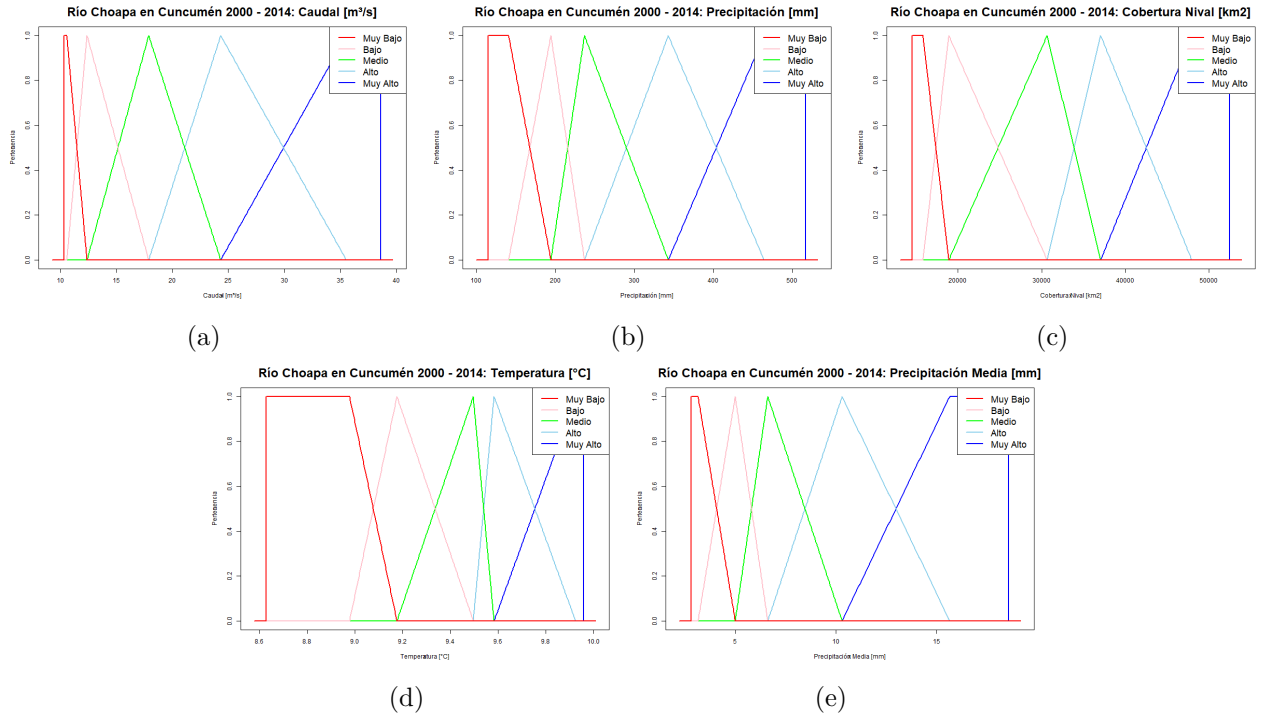 Río Choapa en Cuncumén 2000 - 2014: Caudal [m³/s]
Pertenencia
0.0 0.2 0.4 0.6 0.8 1.0
Muy Bajo
Bajo
Medio
Alto
Muy Alto
10 15 20 25 30 35 40
Caudal [m³/s]
(a)
Río Choapa en Cuncumén 2000 - 2014: Precipitación [mm]
Pertenencia
0.0 0.2 0.4 0.6 0.8 1.0
Muy Bajo
Bajo
Medio
Alto
Muy Alto
100 200 300 400 500
Precipitación [mm]
(b)
Río Choapa en Cuncumén 2000 - 2014: Cobertura Nival [km2]
Pertenencia
0.0 0.2 0.4 0.6 0.8 1.0
Muy Bajo
Bajo
Medio
Alto
Muy Alto
20000 30000 40000 50000
Cobertura Nival [km2]
(c)
Río Choapa en Cuncumén 2000 - 2014: Temperatura [°C]
Pertenencia
0.0 0.2 0.4 0.6 0.8 1.0
Muy Bajo
Bajo
Medio
Alto
Muy Alto
8.6 8.8 9.0 9.2 9.4 9.6 9.8 10.0
Temperatura [°C]
(d)
Río Choapa en Cuncumén 2000 - 2014: Precipitación Media [mm]
Pertenencia
0.0 0.2 0.4 0.6 0.8 1.0
Muy Bajo
Bajo
Medio
Alto
Muy Alto
5 10 15
Precipitación Media [mm]
(e)